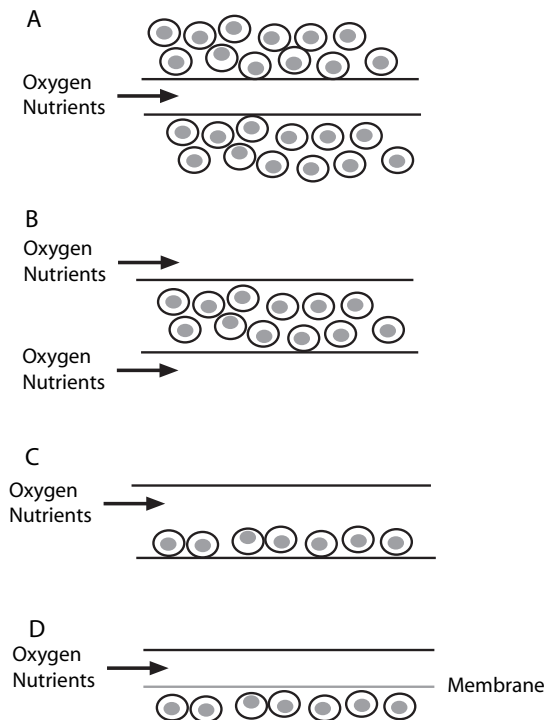 A
Oxygen
Nutrients
B
Oxygen
Nutrients
Oxygen
Nutrients
C
Oxygen
Nutrients
D
Oxygen
Nutrients
Membrane